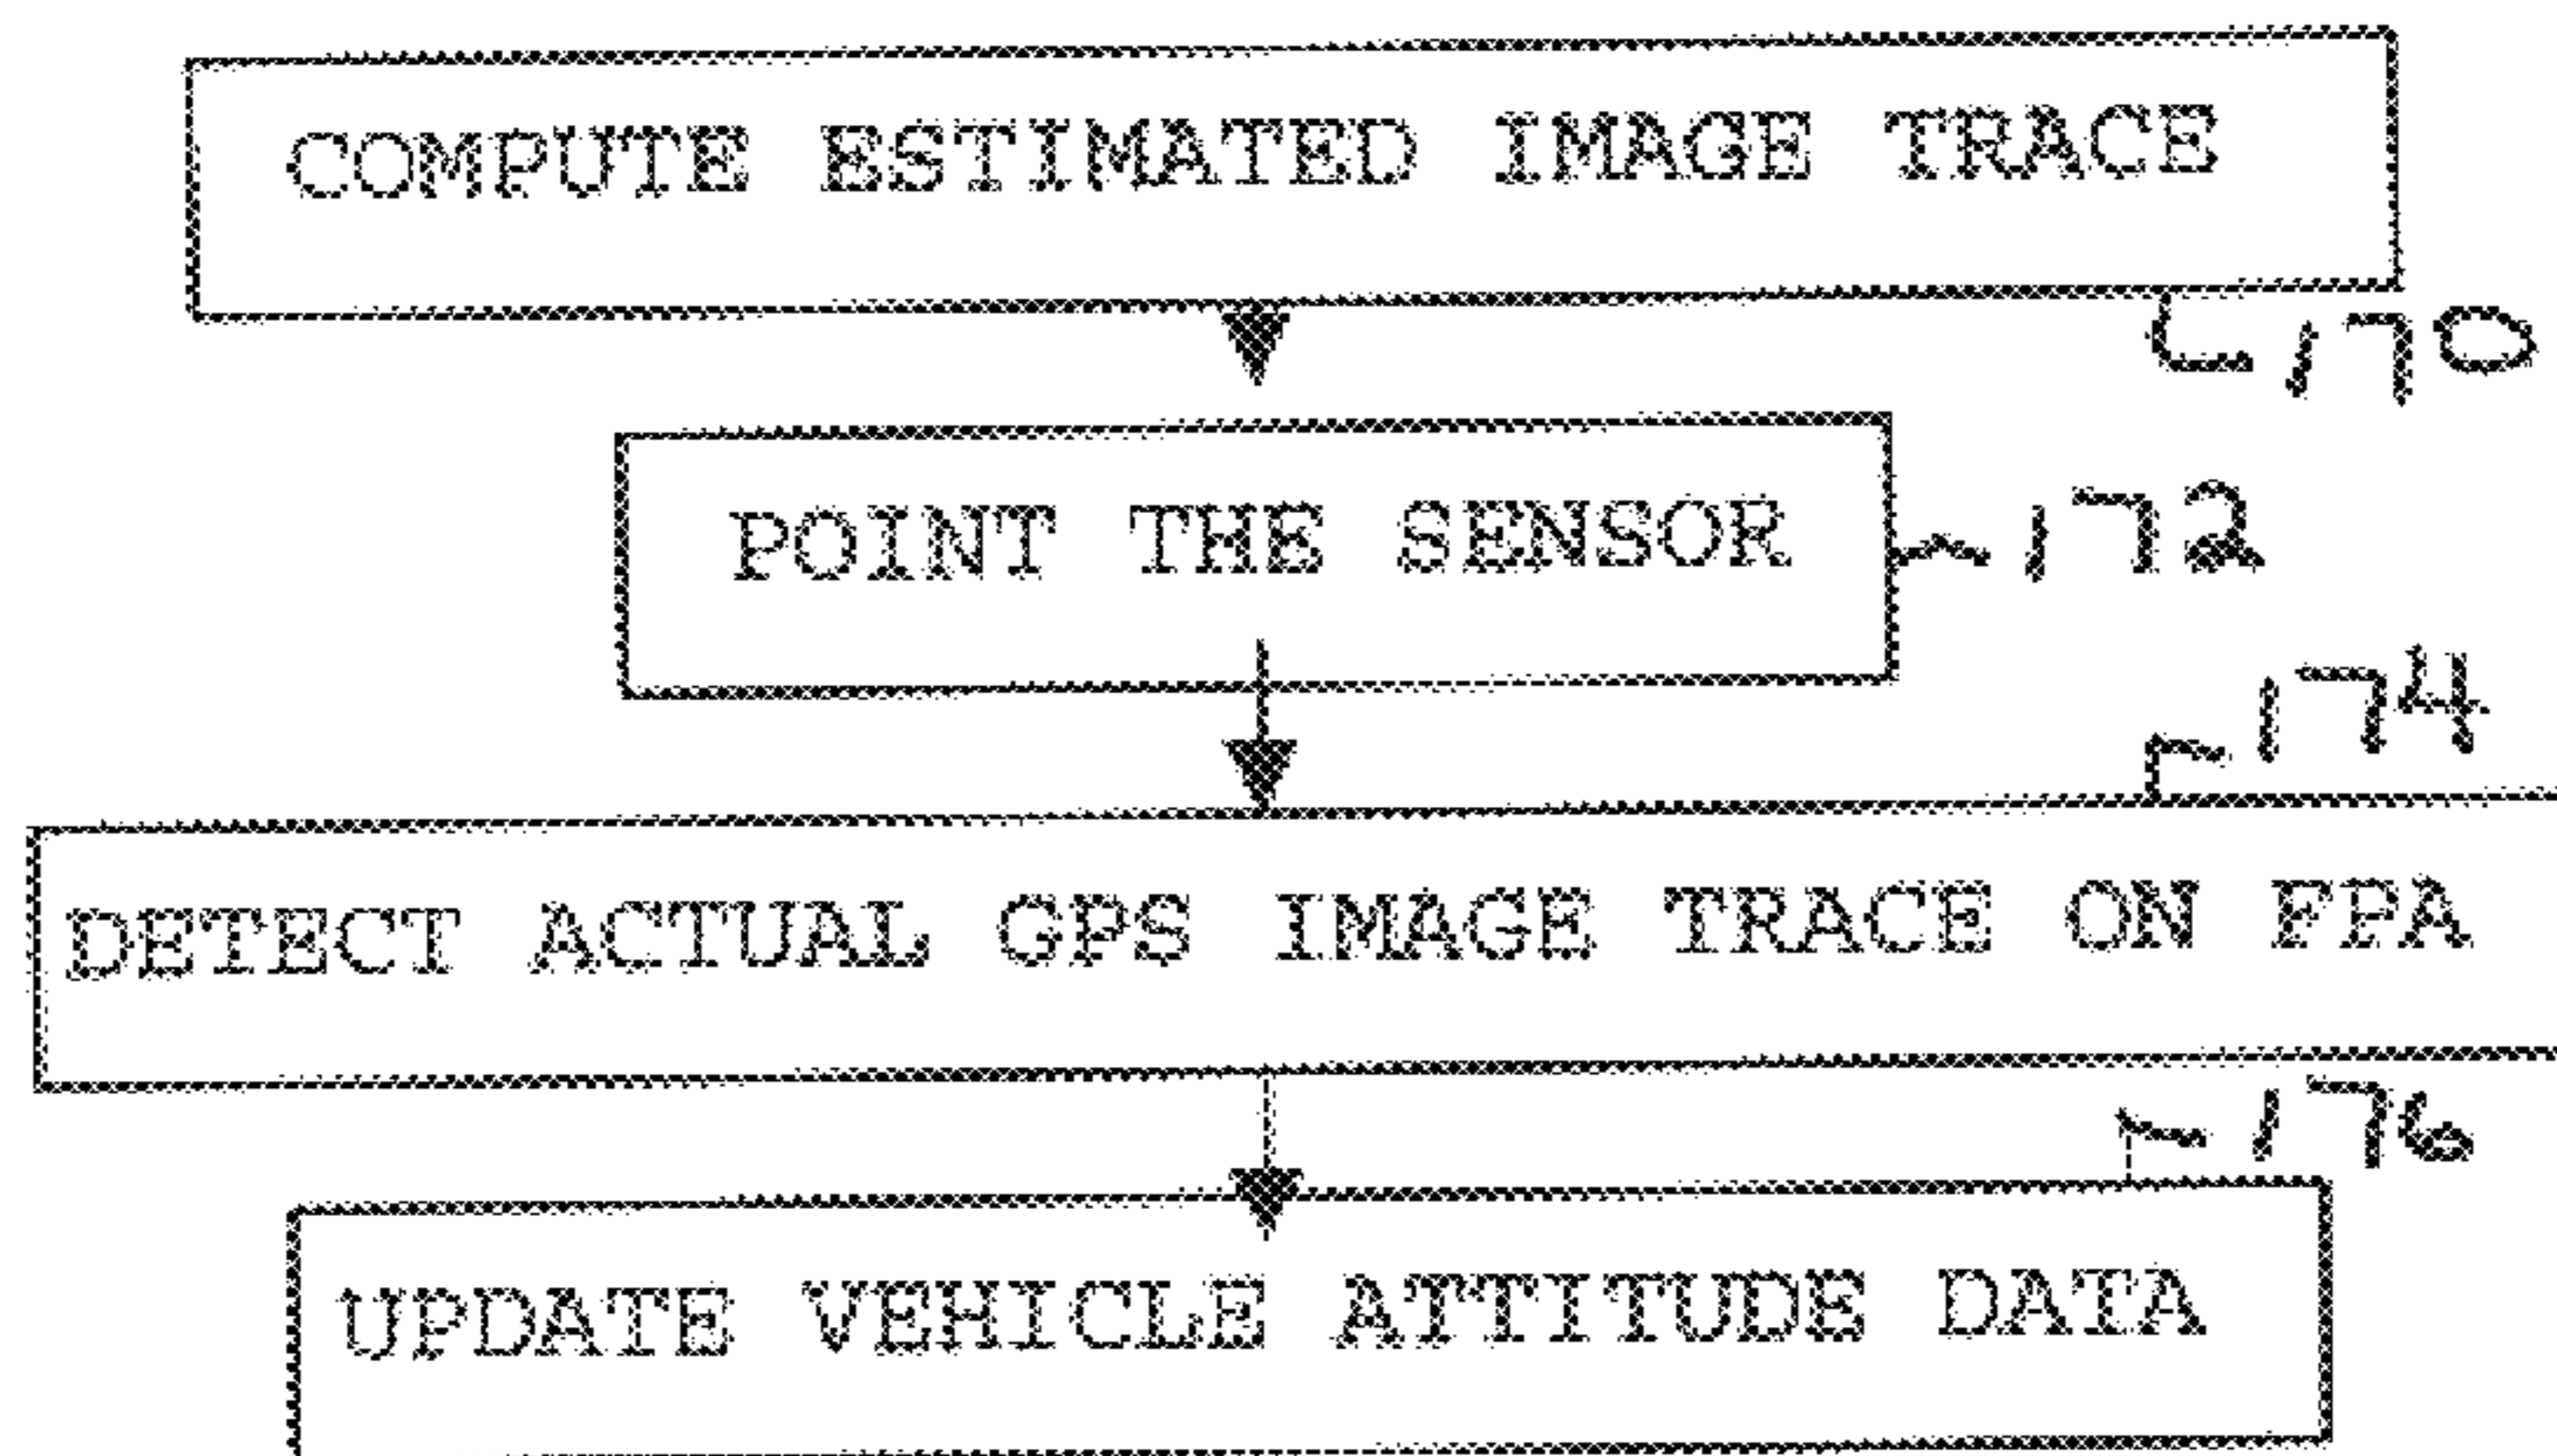 COMPUTE ESTIMATED IMAGE TRACE
170
POINT THE SENSOR
172
174
DETECT ACTUAL GPS IMAGE TRACE ON FPA
176
UPDATE VEHICLE ATTITUDE DATA